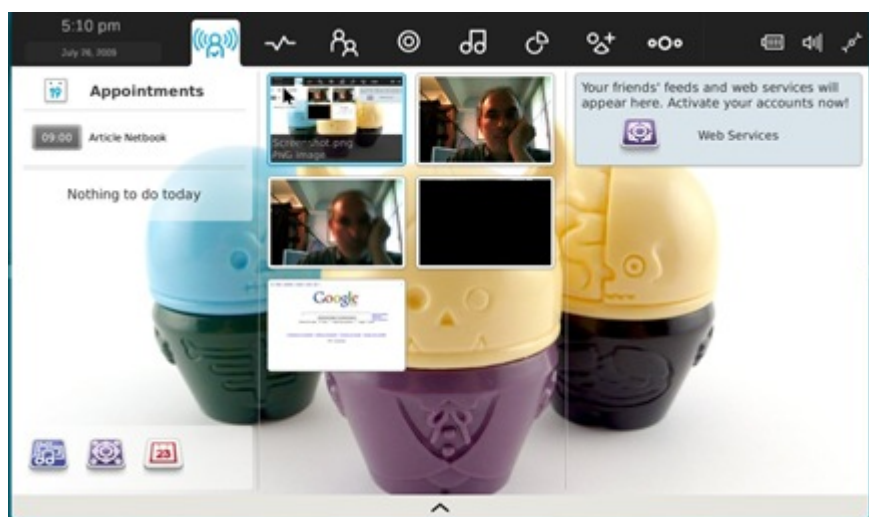 5:10 pm
July 26, 2009
19
Appointments
09:00 Article Netbook
Nothing to do today
23
Screenshot.png
PNG image
Google
Your friends' feeds and web services will
appear here. Activate your accounts now!
Web Services